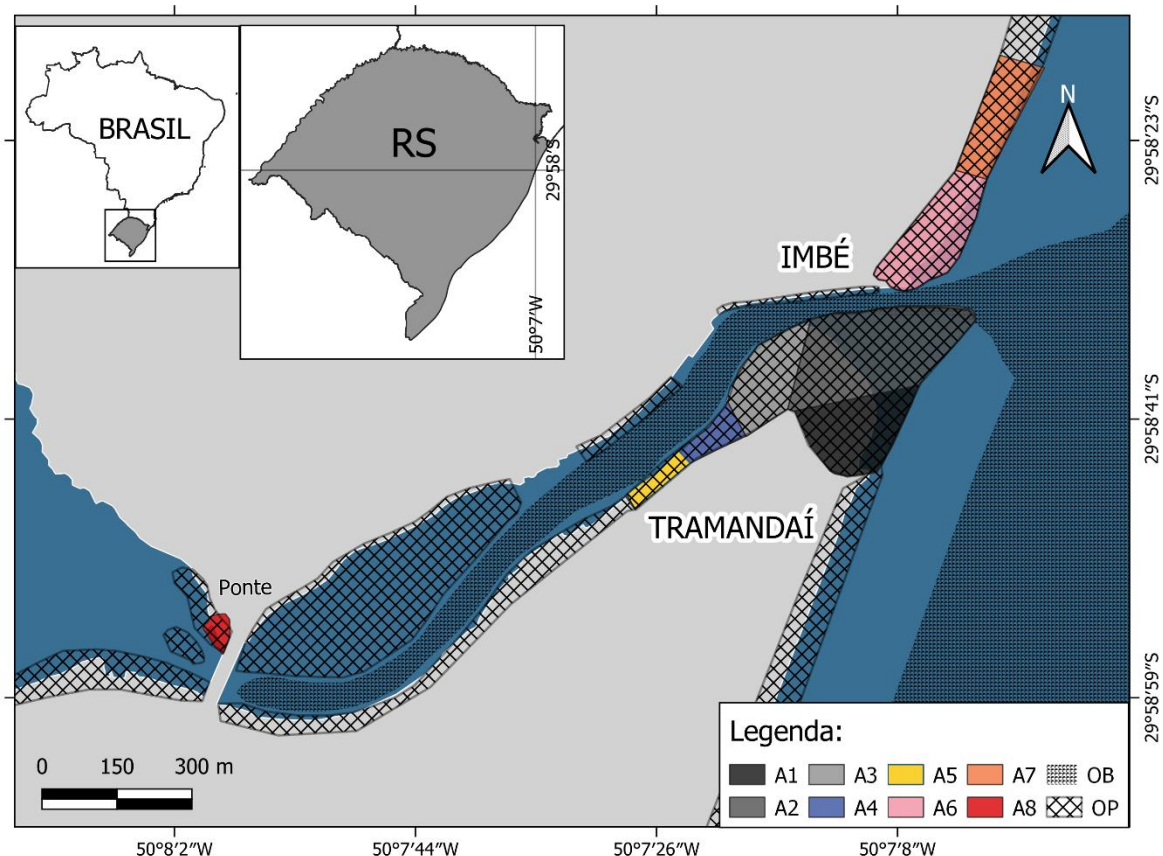 BRASIL
RS
29°58'S
50°7'W
N
29°58'23"S
IMBÉ
29°58'41"S
TRAMANDAÍ
Ponte
29°58'59"S
0 150 300 m
Legenda:
A1 A3 A5 A7 OB
A2 A4 A6 A8 OP
50°8'2"W 50°7'44"W 50°7'26"W 50°7'8"W